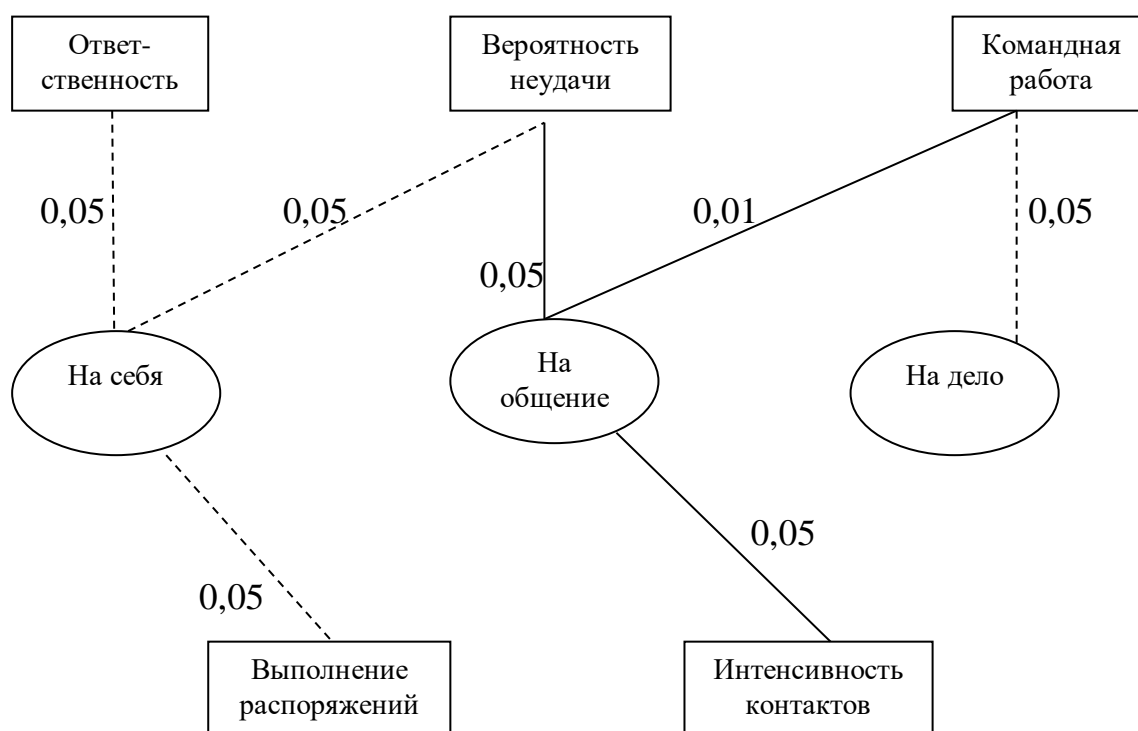 Ответ-
ственность
Вероятность
неудачи
Командная
работа
0,05
0,05
0,01
0,05
0,05
На себя
На
общение
На дело
0,05
0,05
Выполнение
распоряжений
Интенсивность
контактов